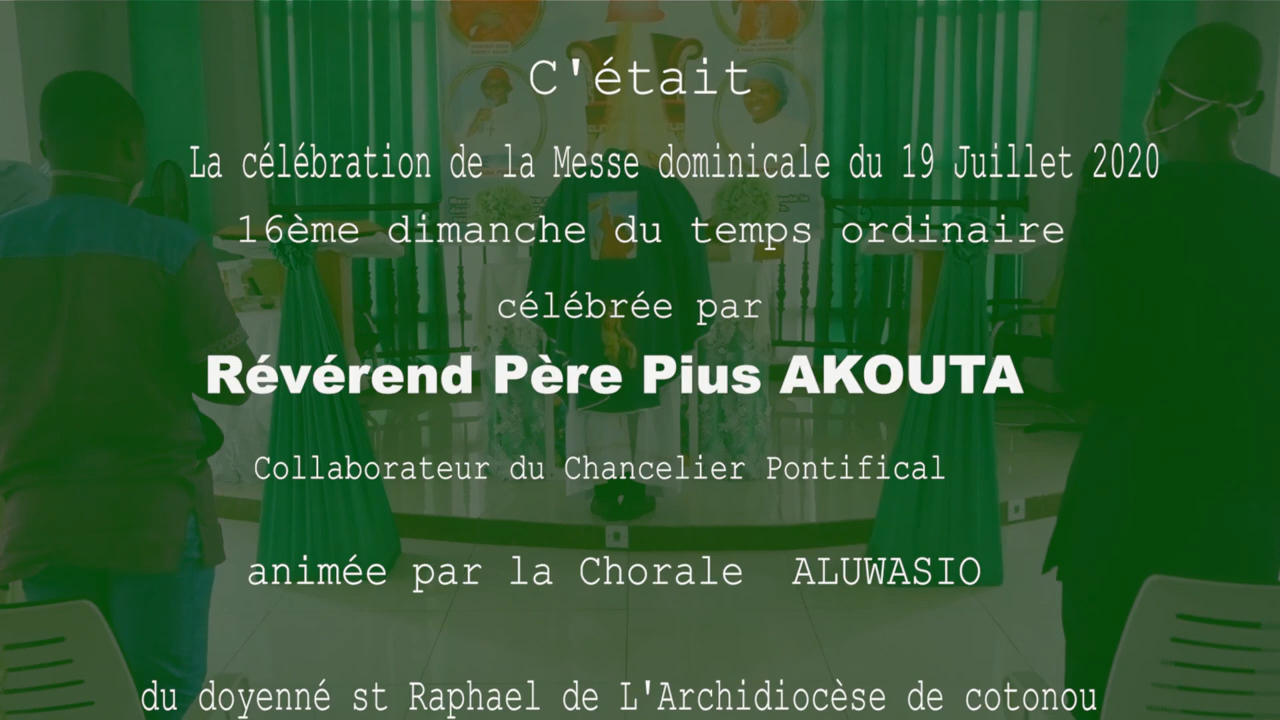 C'était
La célébration de la Messe dominicale du 19 Juillet 2020
16ème dimanche du temps ordinaire
célébrée par
Révérend Père Pius AKOUTA
Collaborateur du Chancelier Pontifical
animée par la Chorale ALUWASIO
du doyenné st Raphael de L'Archidiocèse de cotonou